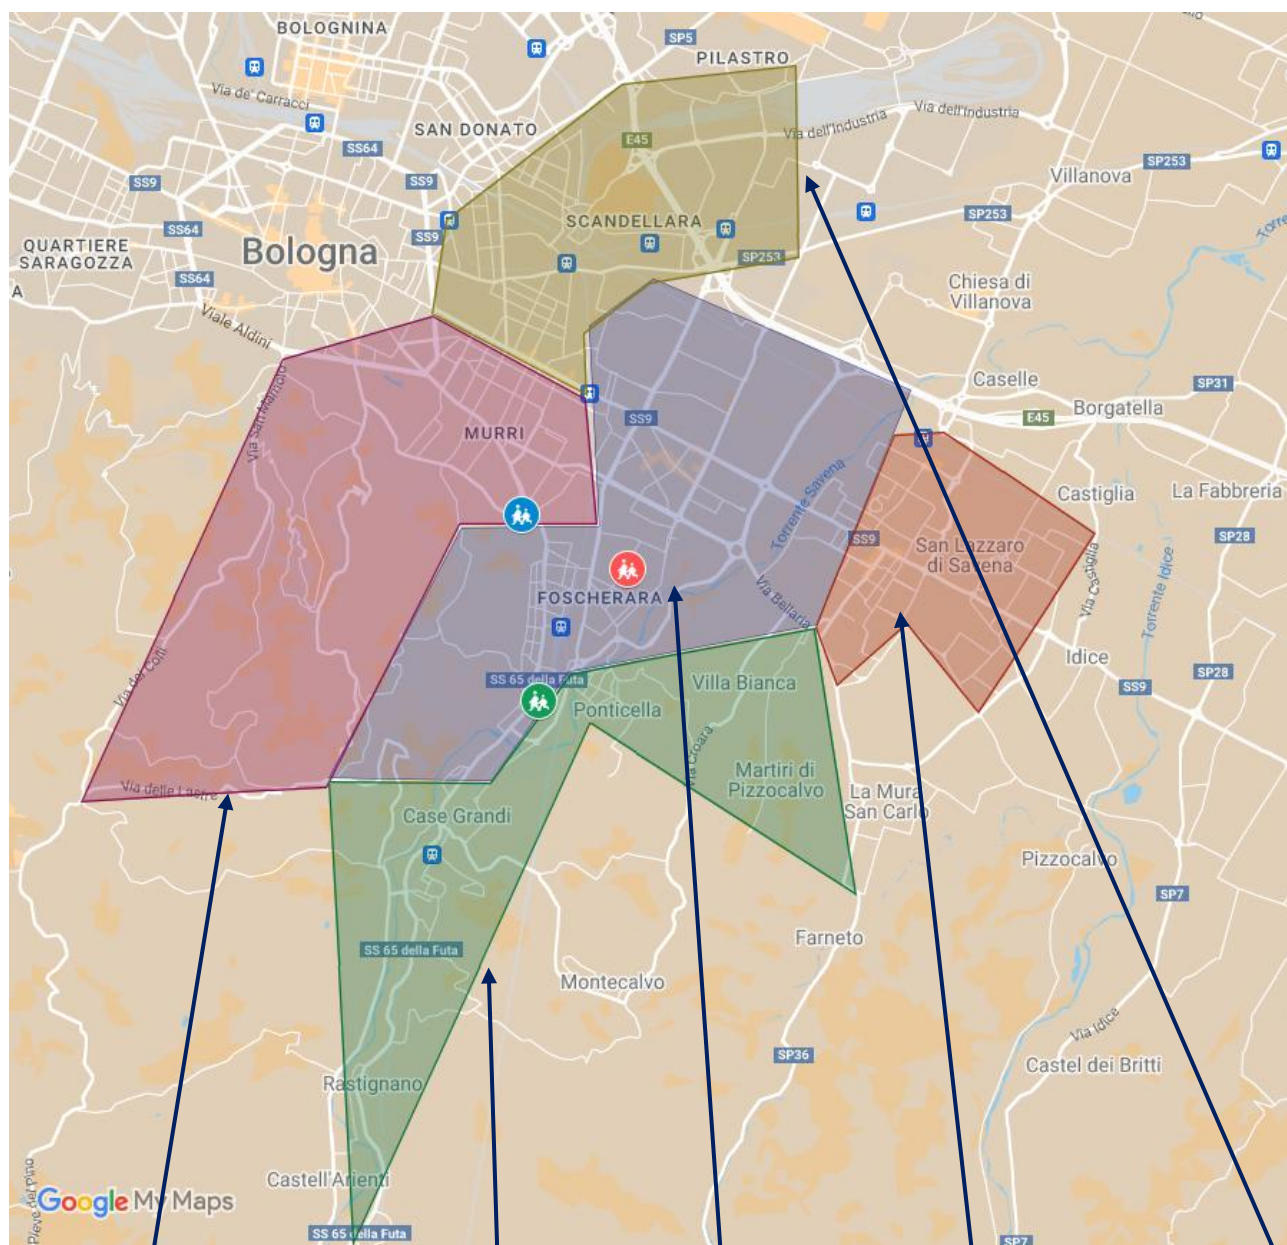 BOLOGNINA
SP5
PILASTRO
Via de' Carracci
SAN DONATO
E45
Via dell'Industria
Via dell'Industria
SS64
SS9
SS9
SP253
Villanova
SCANDELLARA
SS64
SS9
SP253
QUARTIERE
SARAGOZZA
Bologna
SP253
SS64
Chiesa di
Villanova
A
Viale Aldini
Caselle
SP31
Via San Mamolo
SS9
E45
Borgatella
MURRI
Torrente Savena
Castiglia
La Fabbreria
SS9
San Lazzaro
di Savena
SP28
FOSCHERARA
Via Bellaria
Via Castiglia
Torrente Idice
Via dei Colli
Idice
SS 65 della Futa
Villa Bianca
SS9
SP28
Ponticella
Via Croara
Via delle Lastre
Martiri di
Pizzocalvo
La Mura
San Carlo
Case Grandi
Pizzocalvo
SP7
SS 65 della Futa
Farneto
Montecalvo
Via Idice
SP36
Castel dei Britti
Rastignano
Castell'Arienti
Google My Maps
SS 65 della Futa
SP7